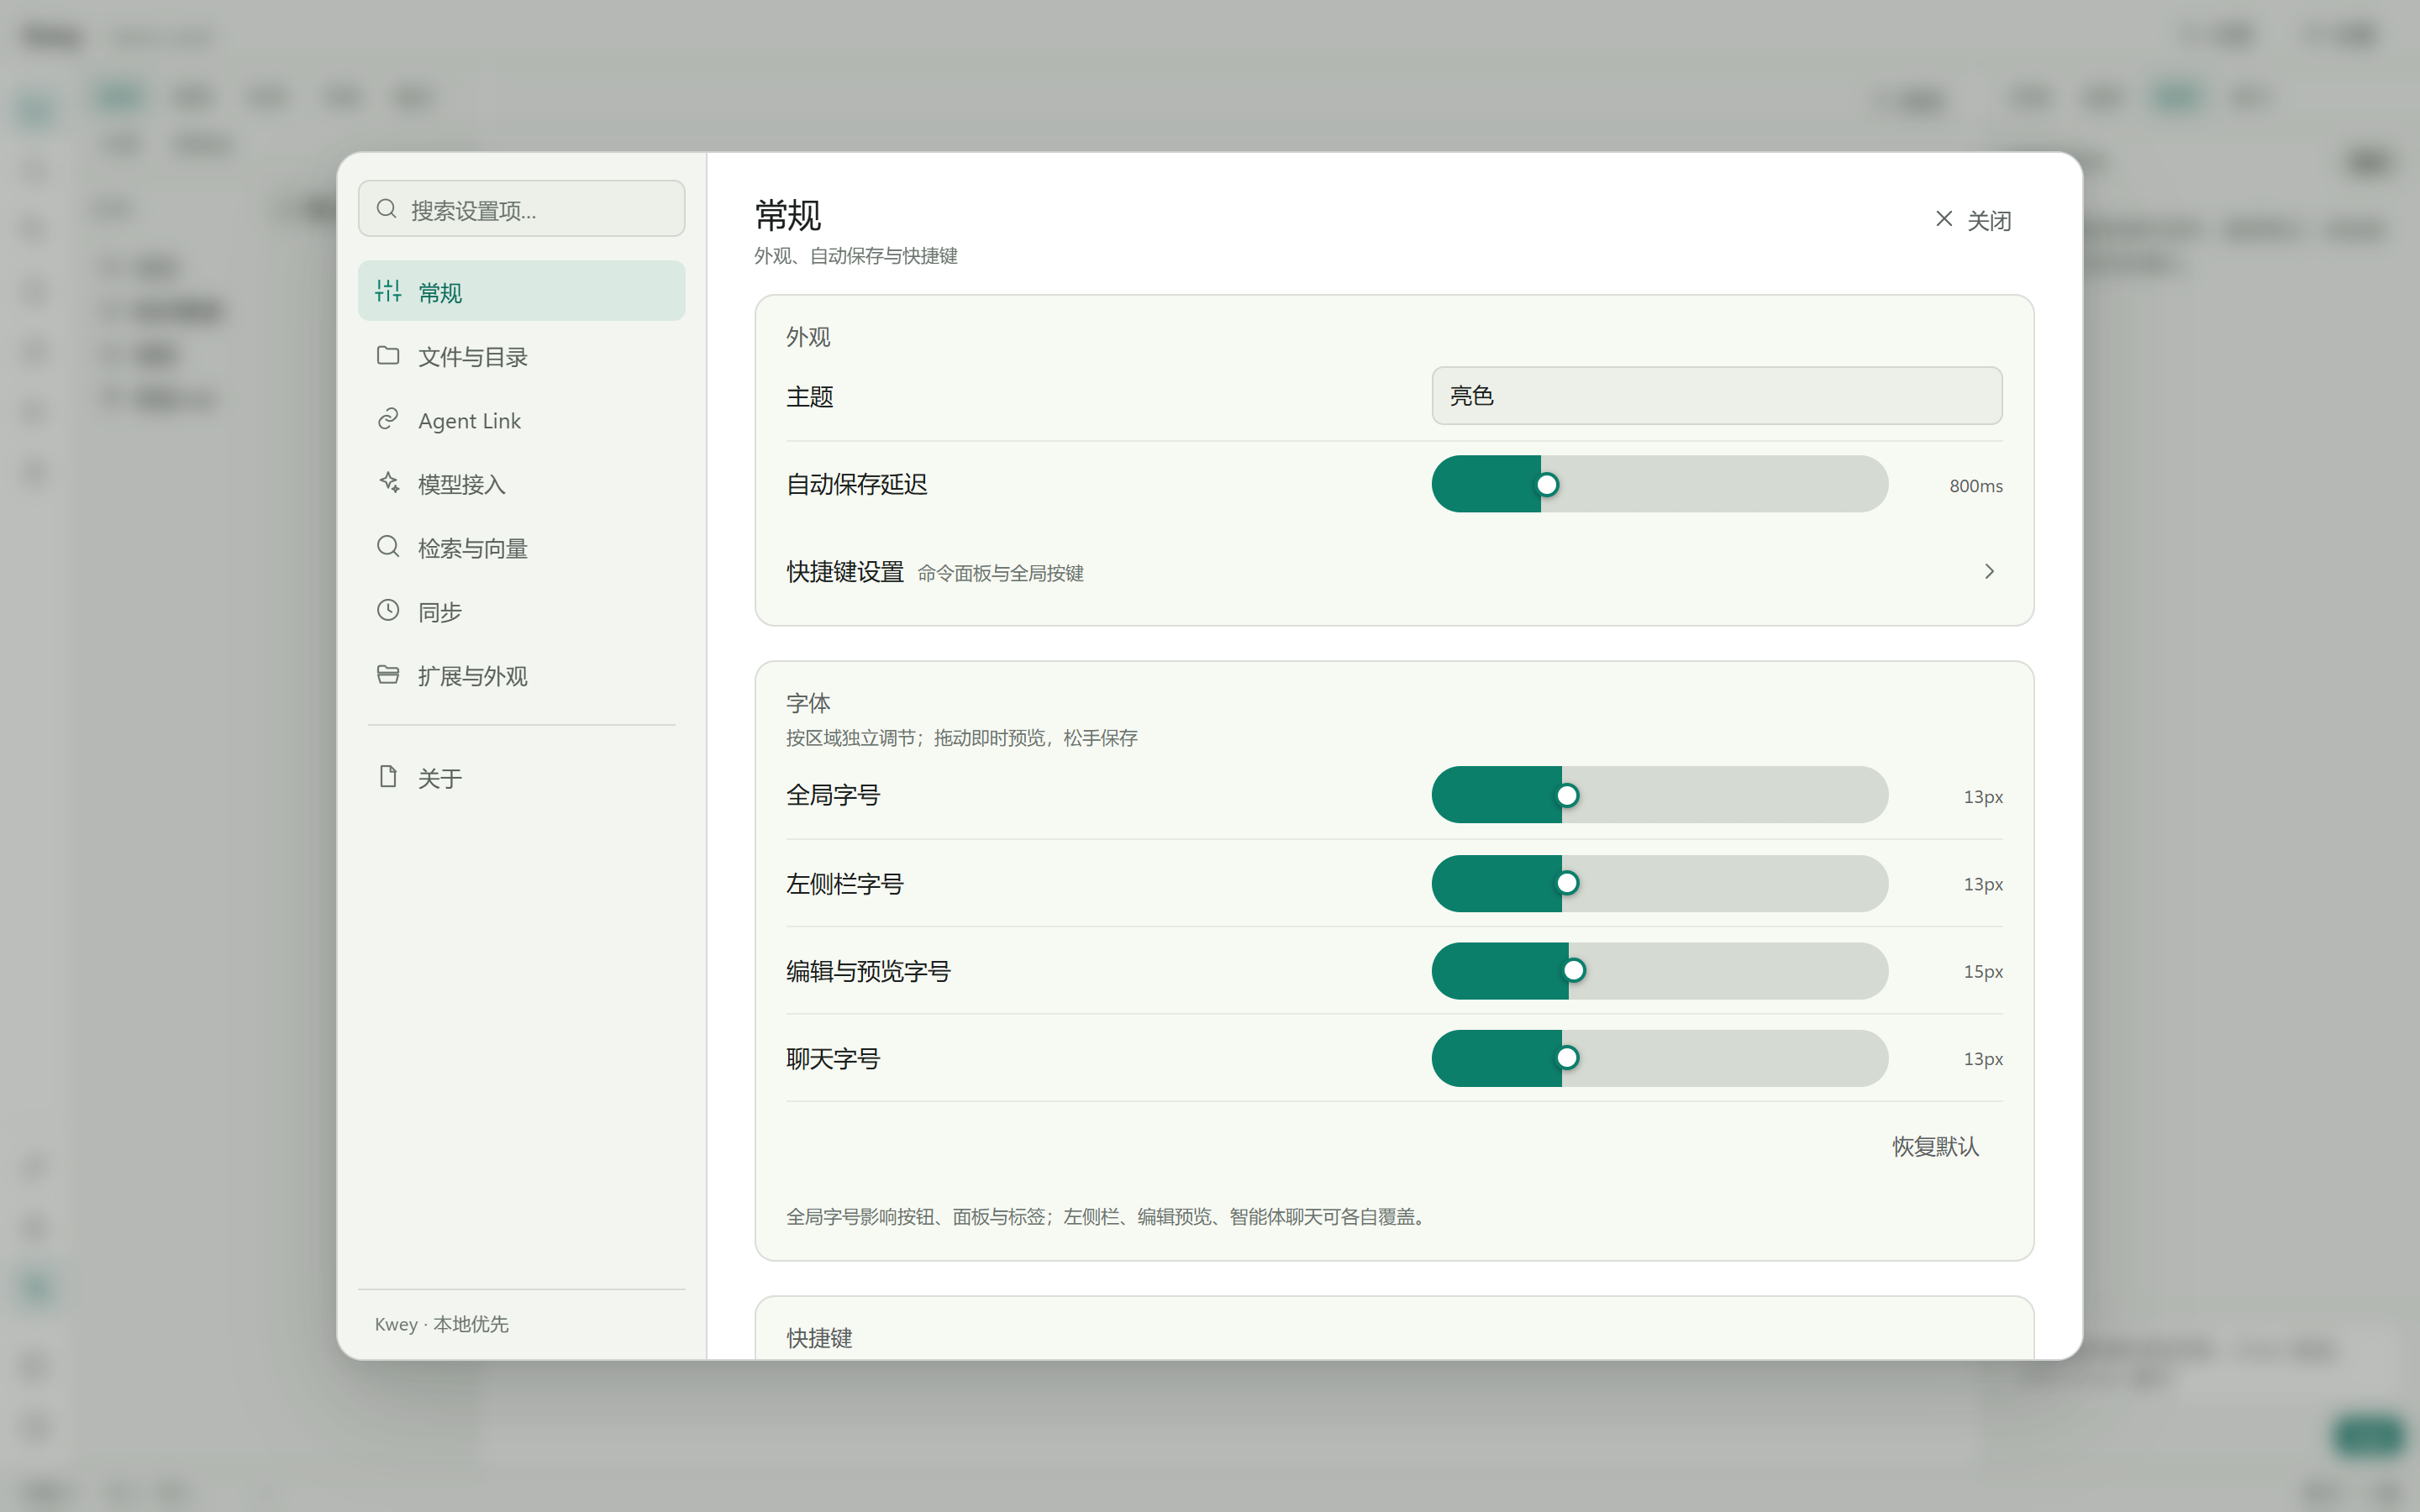 搜索设置项...
常规
文件与目录
Agent Link
模型接入
检索与向量
同步
扩展与外观
关于
Kwey · 本地优先
常规
外观、自动保存与快捷键
关闭
外观
主题
亮色
自动保存延迟
800ms
快捷键设置 命令面板与全局按键
字体
按区域独立调节；拖动即时预览，松手保存
全局字号
13px
左侧栏字号
13px
编辑与预览字号
15px
聊天字号
13px
恢复默认
全局字号影响按钮、面板与标签；左侧栏、编辑预览、智能体聊天可各自覆盖。
快捷键